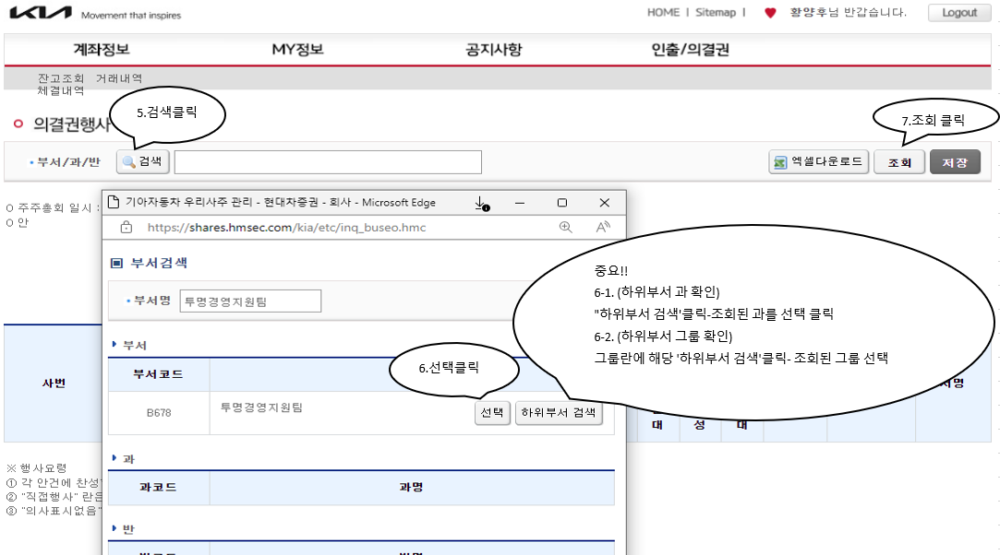 KIA Movement that inspires
HOME | Sitemap | 황양후님 반갑습니다. Logout
계좌정보 MY정보 공지사항 인출/의결권
잔고조회 거래내역
체결내역
5.검색클릭
7.조회 클릭
의결권행사
부서/과/반 검색 엑셀다운로드 조회 저장
주주총회 일시 :
안
기아자동차 우리사주 관리 - 현대차증권 - 회사 - Microsoft Edge
https://shares.hmsec.com/kia/etc/inq_buseo.hmc
부서검색
부서명 투명경영지원팀
중요!!
6-1. (하위부서 과 확인)
"하위부서 검색'클릭-조회된 과를 선택 클릭
6-2. (하위부서 그룹 확인)
그룹란에 해당 '하위부서 검색'클릭- 조회된 그룹 선택
부서
부서코드
6.선택클릭
사번
서명
B678 투명경영지원팀 선택 하위부서 검색
대 성 대
과
과코드 과명
※ 행사요령
① 각 안건에 찬성
② "직접행사" 란은
③ "의사표시없음"
반
반코드 반명